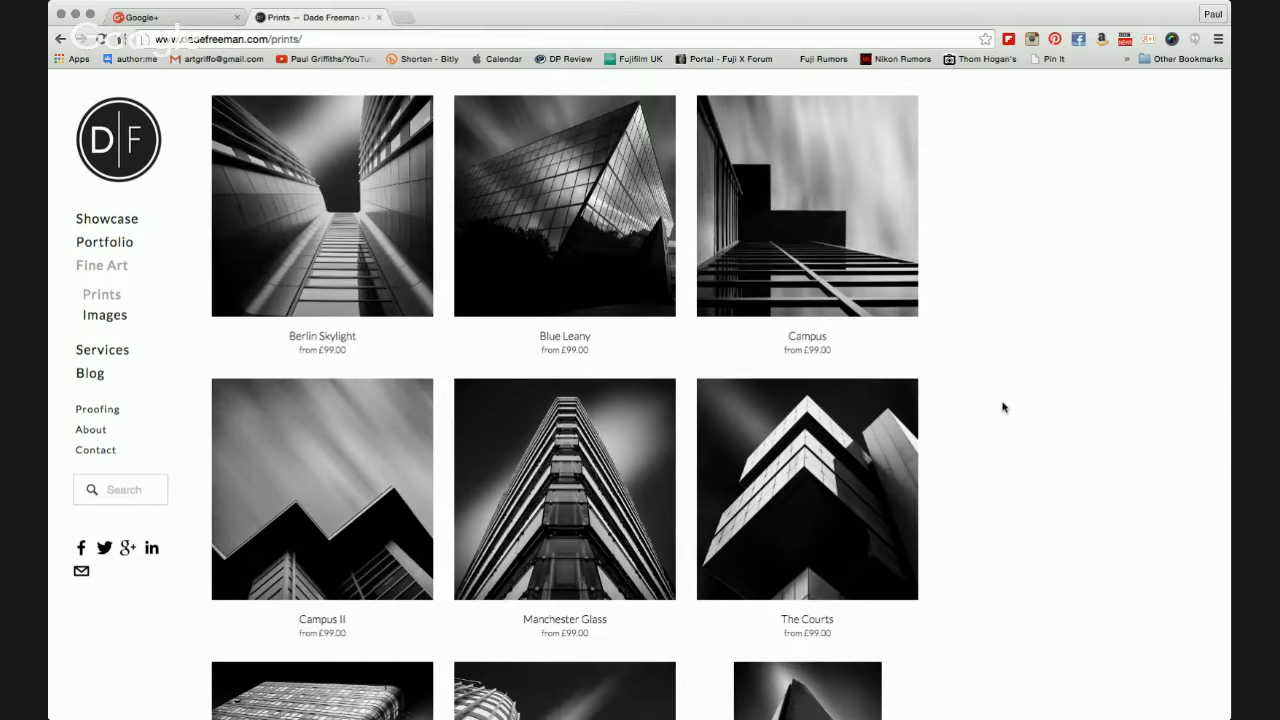 Google+
Prints — Dade Freeman -
Paul
Google
www.dadefreeman.com/prints/
Apps
author:me
artgriffo@gmail.com
Paul Griffiths/YouTu
Shorten - Bitly
Calendar
DP Review
Fujifilm UK
Portal - Fuji X Forum
Fuji Rumors
Nikon Rumors
Thom Hogan's
Pin It
»
Other Bookmarks
D|F
Showcase
Portfolio
Fine Art
Prints
Images
Services
Blog
Proofing
About
Contact
Search
Berlin Skylight
from £99.00
Blue Leany
from £99.00
Campus
from £99.00
Campus II
from £99.00
Manchester Glass
from £99.00
The Courts
from £99.00